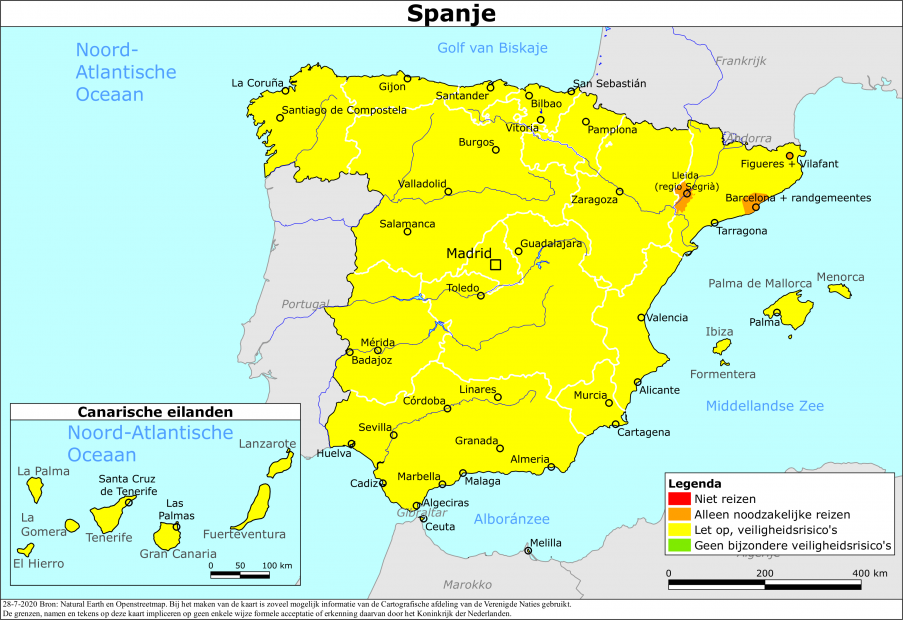 Spanje
Noord-
Atlantische
Oceaan
Golf van Biskaje
Frankrijk
La Coruña
Gijon
Santander
San Sebastián
Bilbao
Santiago de Compostela
Vitoria
Pamplona
Andorra
Burgos
Figueres + Vilafant
Lleida
(regio Segrià)
Valladolid
Zaragoza
Barcelona + randgemeentes
Salamanca
Tarragona
Guadalajara
Madrid
Menorca
Palma de Mallorca
Toledo
Portugal
Valencia
Palma
Ibiza
Mérida
Badajoz
Formentera
Linares
Alicante
Córdoba
Murcia
Middellandse Zee
Canarische eilanden
Sevilla
Cartagena
Noord-Atlantische
Oceaan
Granada
Lanzarote
Huelva
Almeria
La Palma
Santa Cruz
de Tenerife
Cadiz
Marbella
Malaga
Las
Palmas
Algeciras
Gibraltar
La
Gomera
Ceuta
Alboránzee
Tenerife
Fuerteventura
Gran Canaria
El Hierro
Melilla
Algerije
Marokko
0 50 100 km
Legenda
Niet reizen
Alleen noodzakelijke reizen
Let op, veiligheidsrisico's
Geen bijzondere veiligheidsrisico's
0 200 400 km
28-7-2020 Bron: Natural Earth en Openstreetmap. Bij het maken van de kaart is zoveel mogelijk informatie van de Cartografische afdeling van de Verenigde Naties gebruikt.
De grenzen, namen en tekens op deze kaart impliceren op geen enkele wijze formele acceptatie of erkenning daarvan door het Koninkrijk der Nederlanden.